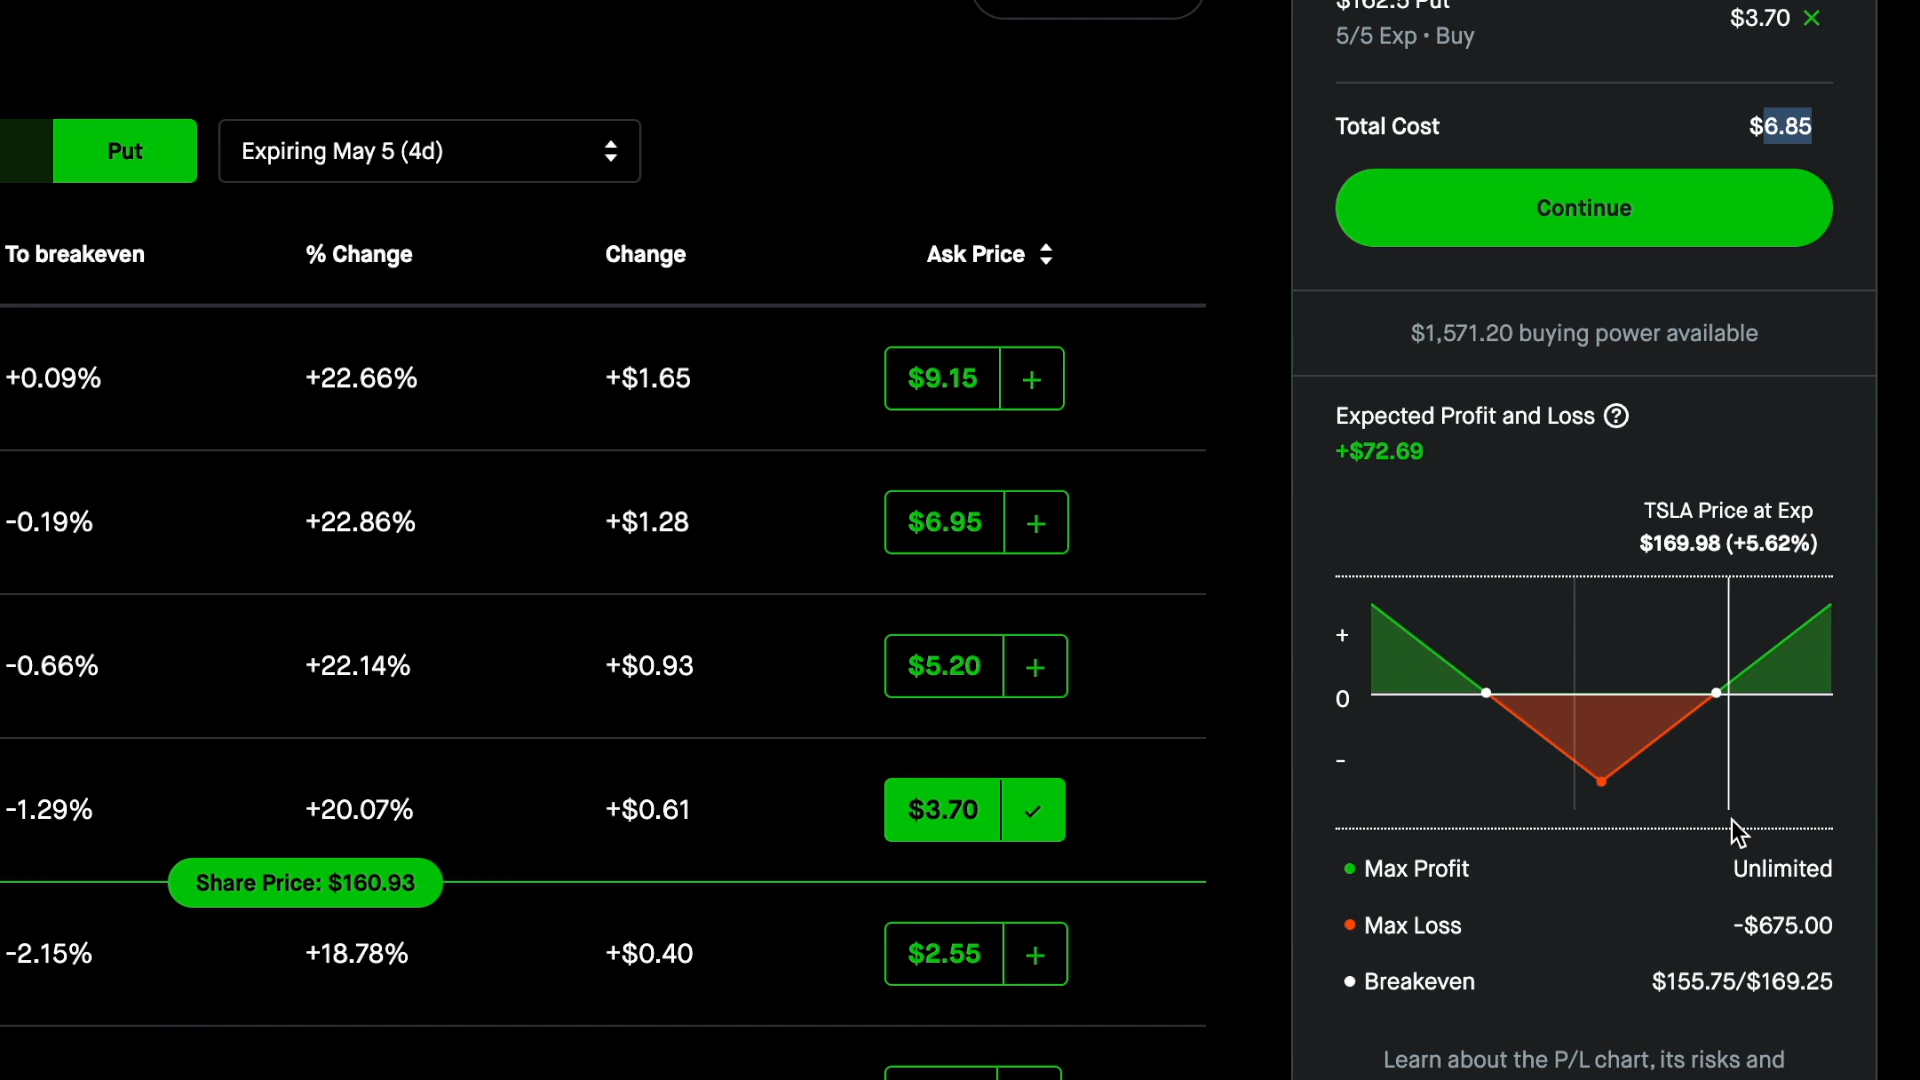 $162.5 Put
$3.70
5/5 Exp • Buy
Total Cost
$6.85
Continue
$1,571.20 buying power available
Put
Expiring May 5 (4d)
To breakeven
% Change
Change
Ask Price
+0.09%
+22.66%
+$1.65
$9.15 +
-0.19%
+22.86%
+$1.28
$6.95 +
-0.66%
+22.14%
+$0.93
$5.20 +
-1.29%
+20.07%
+$0.61
$3.70 ✓
Share Price: $160.93
-2.15%
+18.78%
+$0.40
$2.55 +
Expected Profit and Loss ?
+$72.69
TSLA Price at Exp
$169.98 (+5.62%)
+
0
-
Max Profit
Unlimited
Max Loss
-$675.00
Breakeven
$155.75/$169.25
Learn about the P/L chart, its risks and